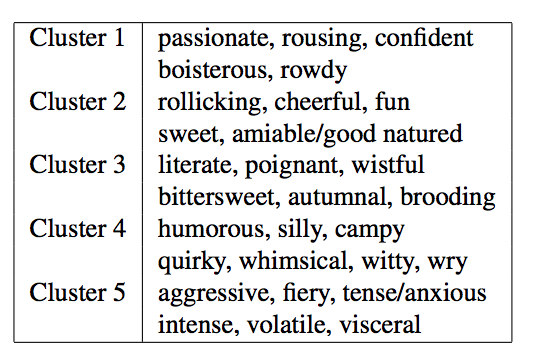 Cluster 1 passionate, rousing, confident
boisterous, rowdy
Cluster 2 rollicking, cheerful, fun
sweet, amiable/good natured
Cluster 3 literate, poignant, wistful
bittersweet, autumnal, brooding
Cluster 4 humorous, silly, campy
quirky, whimsical, witty, wry
Cluster 5 aggressive, fiery, tense/anxious
intense, volatile, visceral